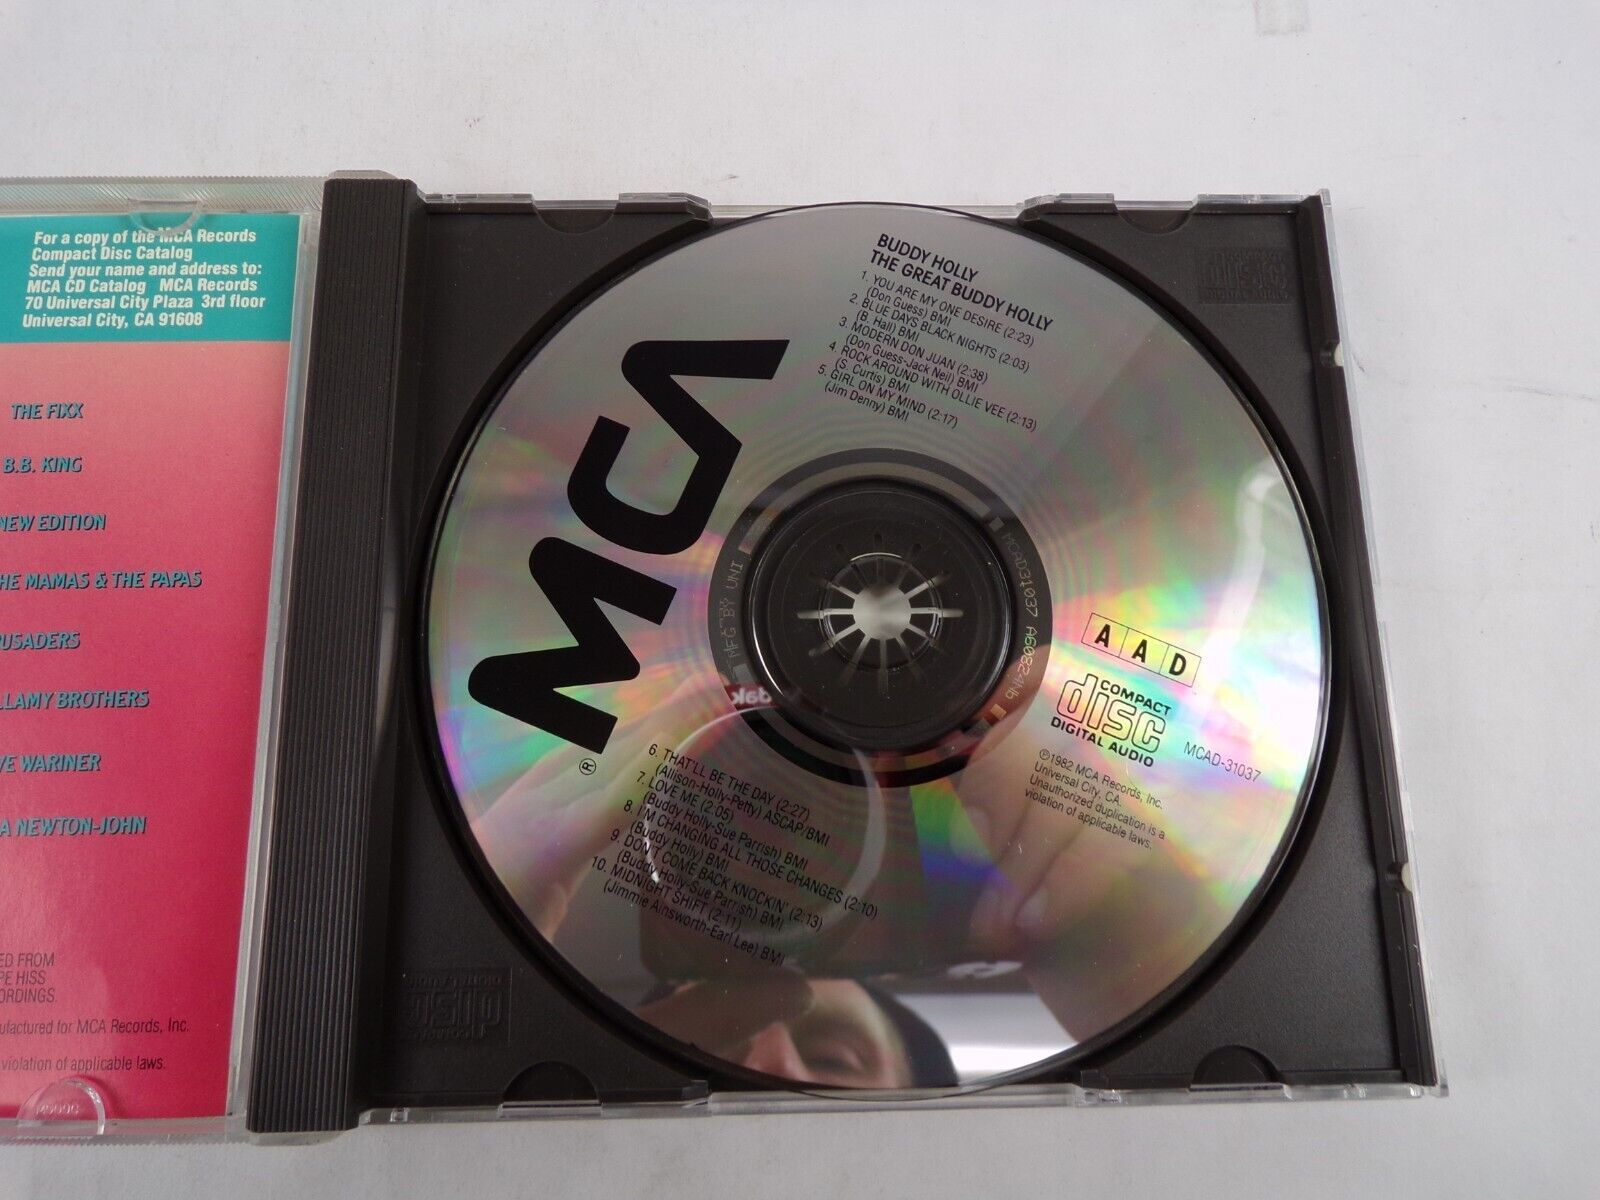 For a copy of the MCA Records
Compact Disc Catalog
Send your name and address to:
MCA CD Catalog MCA Records
70 Universal City Plaza 3rd floor
Universal City, CA 91608
THE FIXX
B.B. KING
NEW EDITION
THE MAMAS & THE PAPAS
BROTHERS
WARINER
NEWTON-JOHN
FROM
HISS
for MCA Records, Inc.
violation of applicable laws.
BUDDY HOLLY
THE GREAT BUDDY HOLLY
1. YOU ARE MY ONE DESIRE (2:23)
(Don Guess) BMI
2. BLUE DAYS BLACK NIGHTS (2:03)
(B. Hall) BMI
3. MODERN DON JUAN (2:38)
(Don Guess-Jack Neil) BMI
4. ROCK AROUND WITH OLLIE VEE (2:13)
(S. Curtis) BMI
5. GIRL ON MY MIND (2:17)
(Jim Denny) BMI
MCA
®
MFG BY UNI
MCAD31037
AAD
COMPACT
disc
DIGITAL AUDIO
MCAD-31037
℗1982 MCA Records, Inc.
Universal City, CA.
Unauthorized duplication is a
violation of applicable laws.
6. THAT'LL BE THE DAY (2:27)
(Allison-Holly-Petty) ASCAP/BMI
7. LOVE ME (2:05)
(Buddy Holly-Sue Parrish) BMI
8. I'M CHANGING ALL THOSE CHANGES (2:10)
(Buddy Holly) BMI
9. DON'T COME BACK KNOCKIN' (2:13)
(Buddy Holly-Sue Parrish) BMI
10. MIDNIGHT SHIFT (2:11)
(Jimmie Ainsworth-Earl Lee) BMI